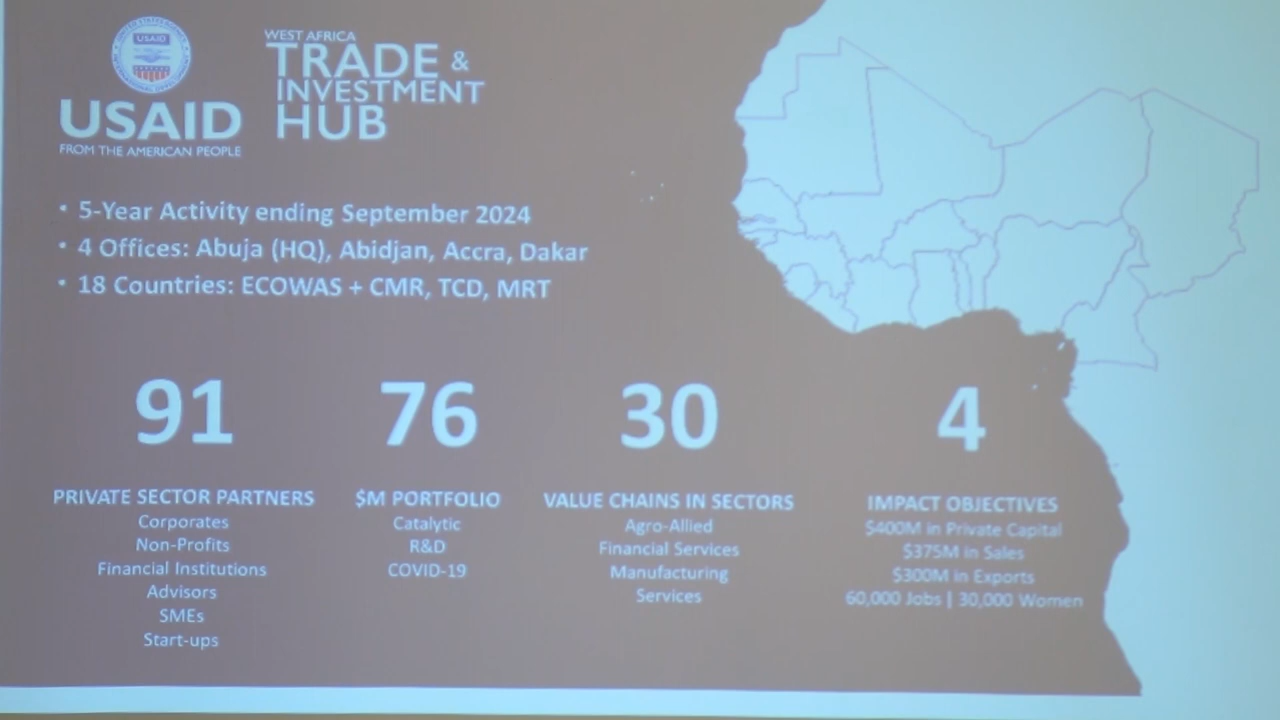 USAID
USAID
FROM THE AMERICAN PEOPLE
WEST AFRICA
TRADE &
INVESTMENT
HUB
• 5-Year Activity ending September 2024
• 4 Offices: Abuja (HQ), Abidjan, Accra, Dakar
• 18 Countries: ECOWAS + CMR, TCD, MRT
91
PRIVATE SECTOR PARTNERS
Corporates
Non-Profits
Financial Institutions
Advisors
SMEs
Start-ups
76
$M PORTFOLIO
Catalytic
R&D
COVID-19
30
VALUE CHAINS IN SECTORS
Agro-Allied
Financial Services
Manufacturing
Services
4
IMPACT OBJECTIVES
$400M in Private Capital
$375M in Sales
$300M in Exports
60,000 Jobs | 30,000 Women